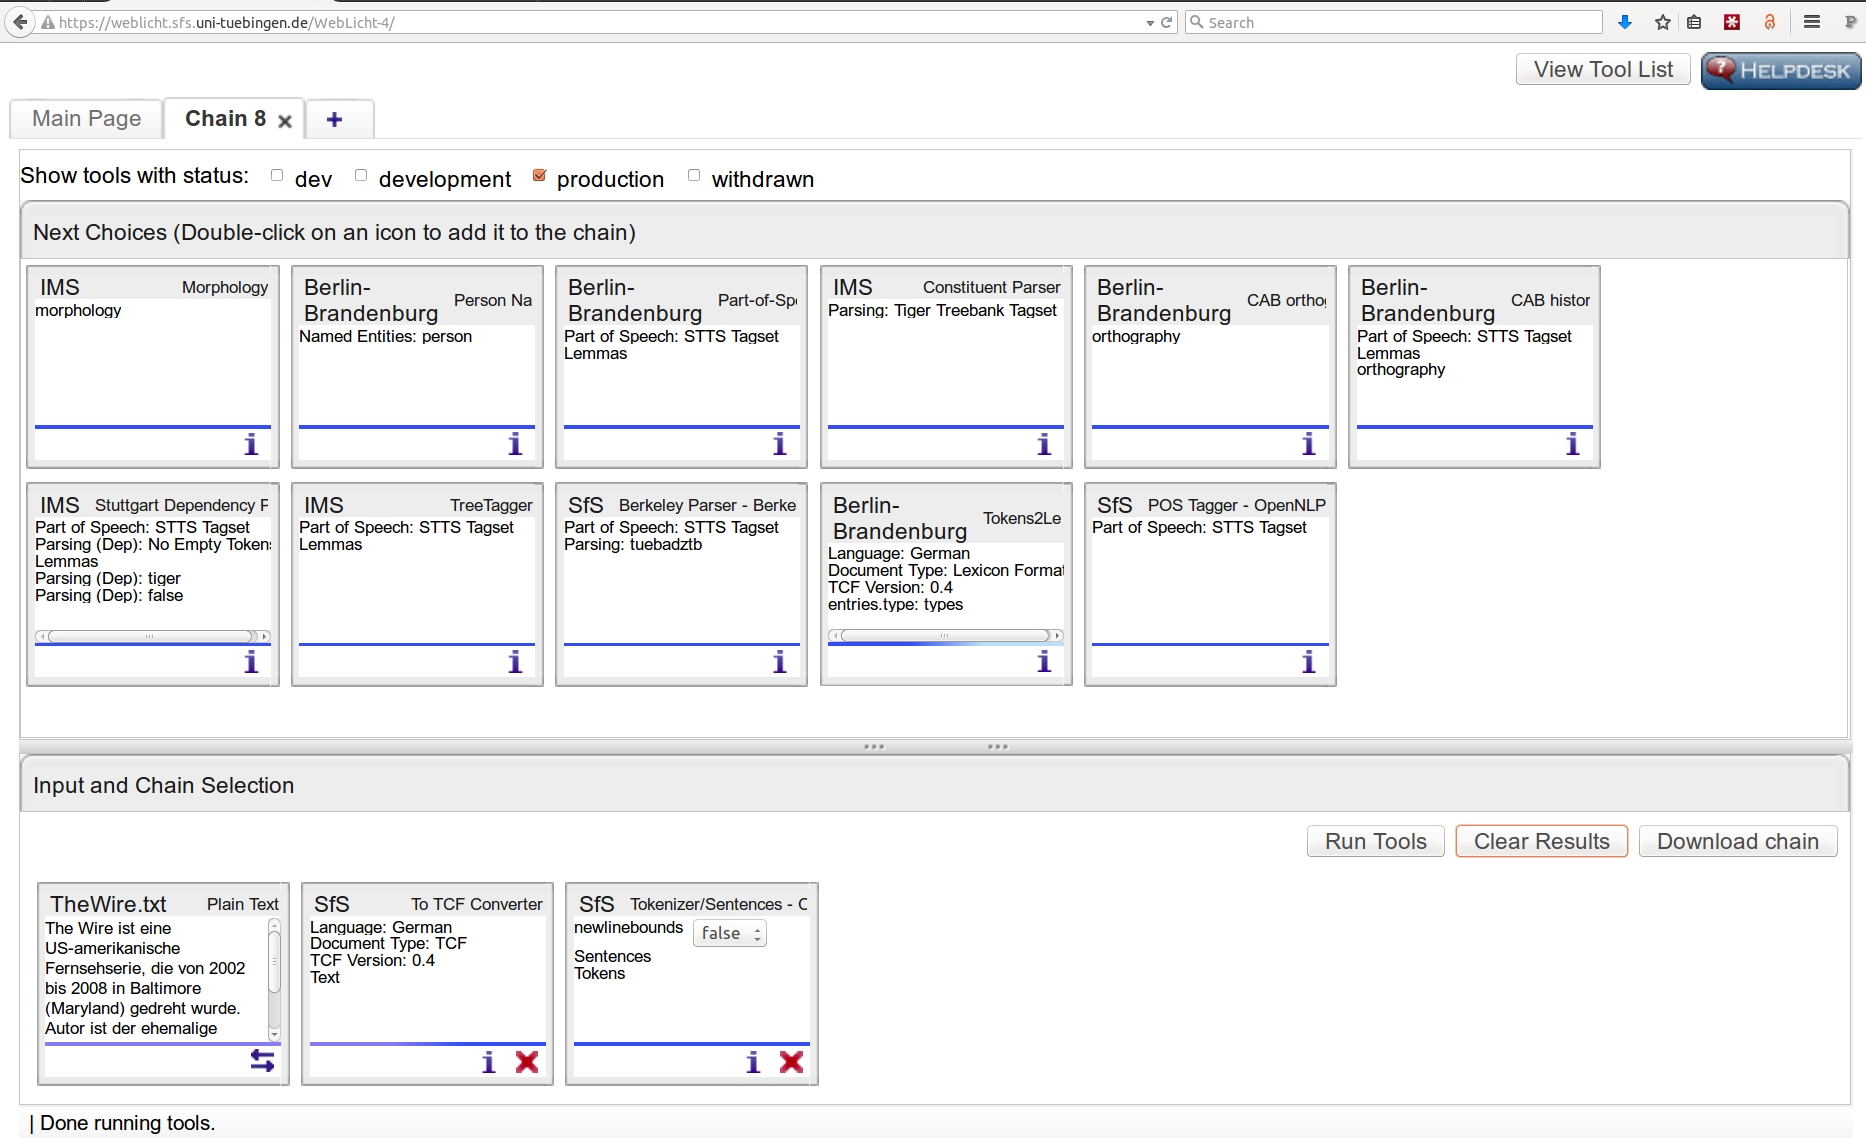 https://weblicht.sfs.uni-tuebingen.de/WebLicht-4/
Search
View Tool List
HELPDESK
Main Page
Chain 8
+
Show tools with status: dev development production withdrawn
Next Choices (Double-click on an icon to add it to the chain)
IMS Morphology
morphology
Berlin-
Brandenburg Person Na
Named Entities: person
Berlin-
Brandenburg Part-of-Spe
Part of Speech: STTS Tagset
Lemmas
IMS Constituent Parser
Parsing: Tiger Treebank Tagset
Berlin-
Brandenburg CAB orthog
orthography
Berlin-
Brandenburg CAB histor
Part of Speech: STTS Tagset
Lemmas
orthography
IMS Stuttgart Dependency P
Part of Speech: STTS Tagset
Parsing (Dep): No Empty Tokens
Lemmas
Parsing (Dep): tiger
Parsing (Dep): false
IMS TreeTagger
Part of Speech: STTS Tagset
Lemmas
SfS Berkeley Parser - Berke
Part of Speech: STTS Tagset
Parsing: tuebadztb
Berlin-
Brandenburg Tokens2Le
Language: German
Document Type: Lexicon Format
TCF Version: 0.4
entries.type: types
SfS POS Tagger - OpenNLP
Part of Speech: STTS Tagset
Input and Chain Selection
Run Tools
Clear Results
Download chain
TheWire.txt Plain Text
The Wire ist eine
US-amerikanische
Fernsehserie, die von 2002
bis 2008 in Baltimore
(Maryland) gedreht wurde.
Autor ist der ehemalige
SfS To TCF Converter
Language: German
Document Type: TCF
TCF Version: 0.4
Text
SfS Tokenizer/Sentences - O
newlinebounds false
Sentences
Tokens
| Done running tools.